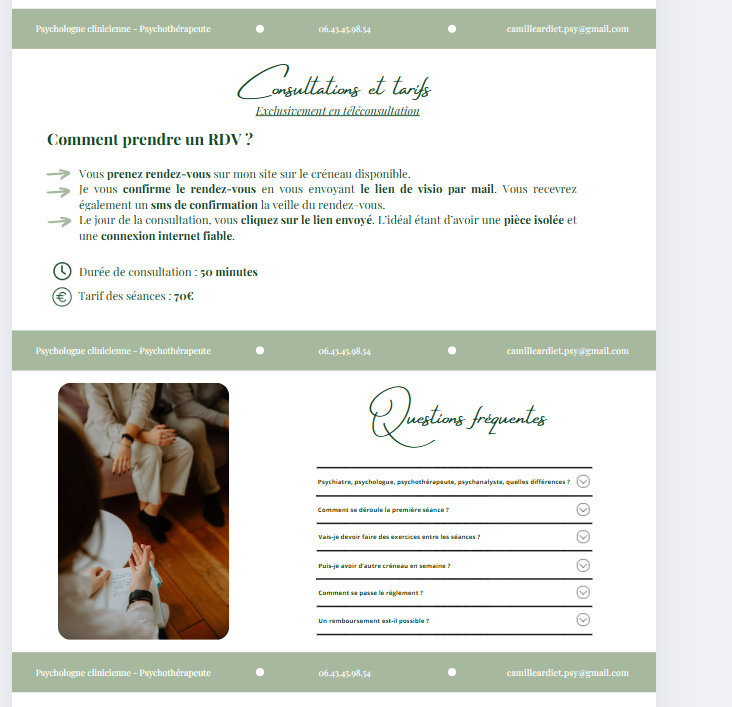 Psychologue clinicienne - Psychothérapeute 06.43.45.98.54 camilleardiet.psy@gmail.com
Consultations et tarifs
Exclusivement en téléconsultation
Comment prendre un RDV ?
Vous prenez rendez-vous sur mon site sur le créneau disponible.
Je vous confirme le rendez-vous en vous envoyant le lien de visio par mail. Vous recevrez
également un sms de confirmation la veille du rendez-vous.
Le jour de la consultation, vous cliquez sur le lien envoyé. L'idéal étant d'avoir une pièce isolée et
une connexion internet fiable.
Durée de consultation : 50 minutes
€ Tarif des séances : 70€
Psychologue clinicienne - Psychothérapeute 06.43.45.98.54 camilleardiet.psy@gmail.com
Questions fréquentes
Psychiatre, psychologue, psychothérapeute, psychanalyste, quelles différences ?
Comment se déroule la première séance ?
Vais-je devoir faire des exercices entre les séances ?
Puis-je avoir d'autre créneau en semaine ?
Comment se passe le règlement ?
Un remboursement est-il possible ?
Psychologue clinicienne - Psychothérapeute 06.43.45.98.54 camilleardiet.psy@gmail.com